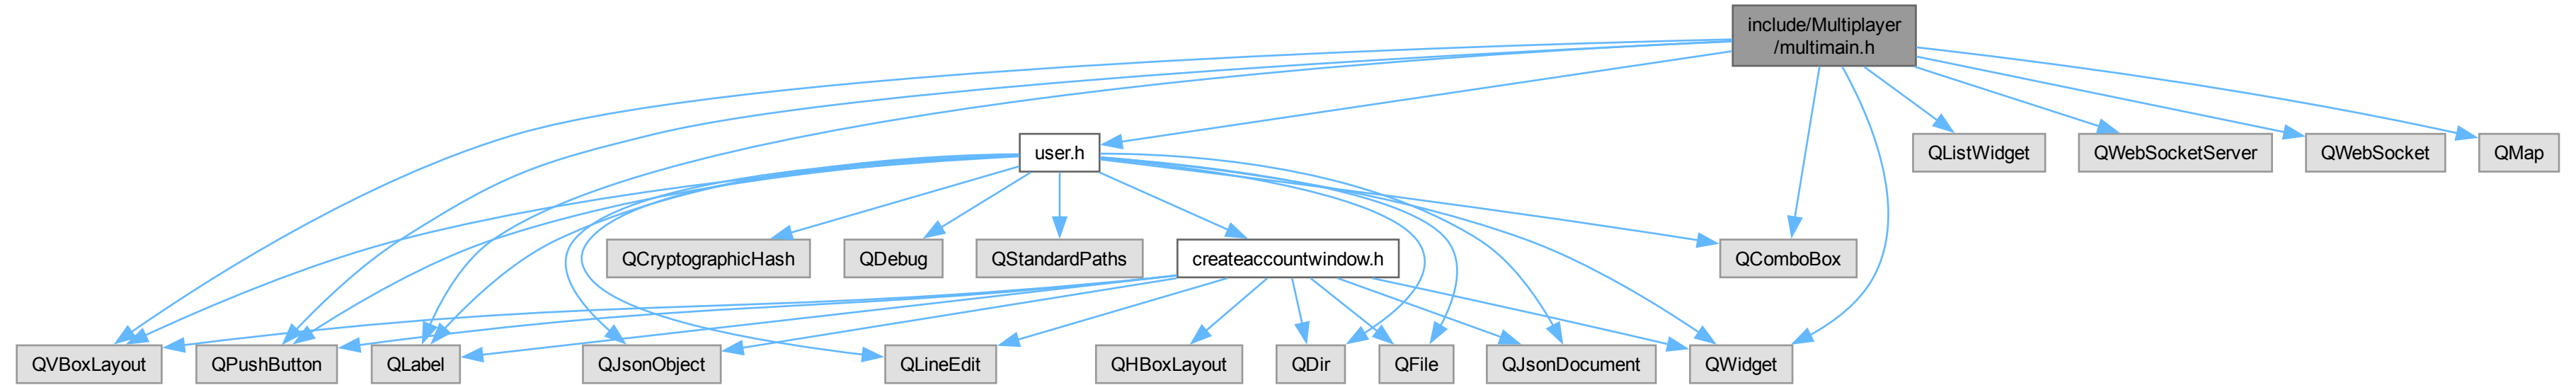 include/Multiplayer
/multimain.h
user.h
QListWidget
QWebSocketServer
QWebSocket
QMap
QCryptographicHash
QDebug
QStandardPaths
createaccountwindow.h
QComboBox
QVBoxLayout
QPushButton
QLabel
QJsonObject
QLineEdit
QHBoxLayout
QDir
QFile
QJsonDocument
QWidget